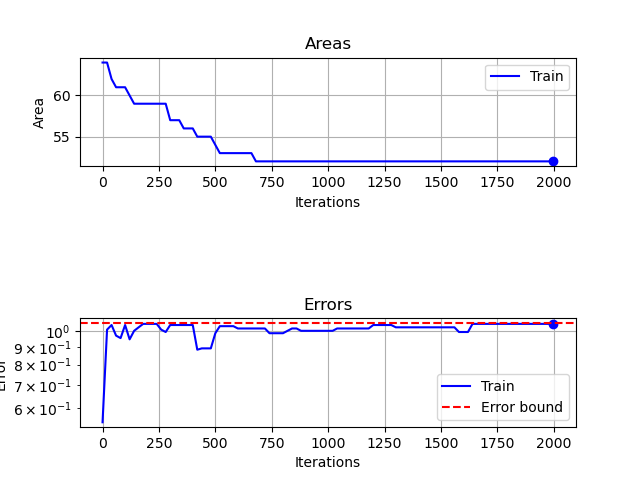 Areas
Area
60
55
Train
0 250 500 750 1000 1250 1500 1750 2000
Iterations
Errors
Error
10⁰
9 × 10⁻¹
8 × 10⁻¹
7 × 10⁻¹
6 × 10⁻¹
Train
Error bound
0 250 500 750 1000 1250 1500 1750 2000
Iterations